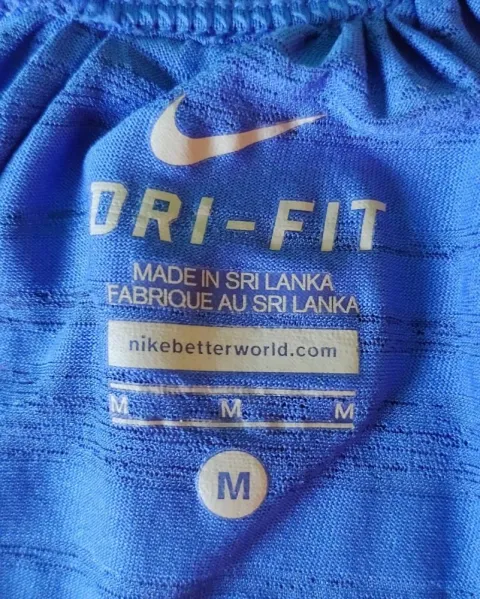 DRI-FIT
MADE IN SRI LANKA
FABRIQUE AU SRI LANKA
nikebetterworld.com
M M M
M